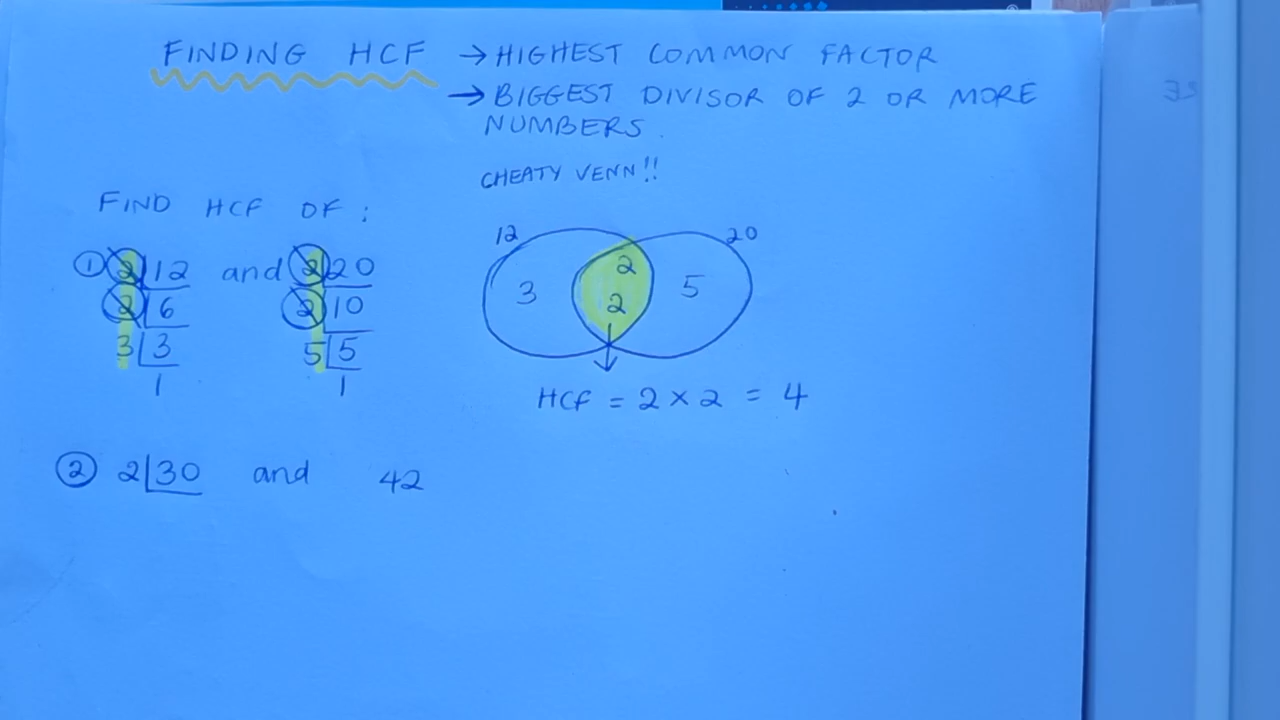 FINDING HCF → HIGHEST COMMON FACTOR
→ BIGGEST DIVISOR OF 2 OR MORE
NUMBERS.
CHEATY VENN!!
FIND HCF OF :
① 2|12 and 2|20
2|6 2|10
3|3 5|5
1 1
12 20
3 2 5
2
HCF = 2 × 2 = 4
② 2|30 and 42